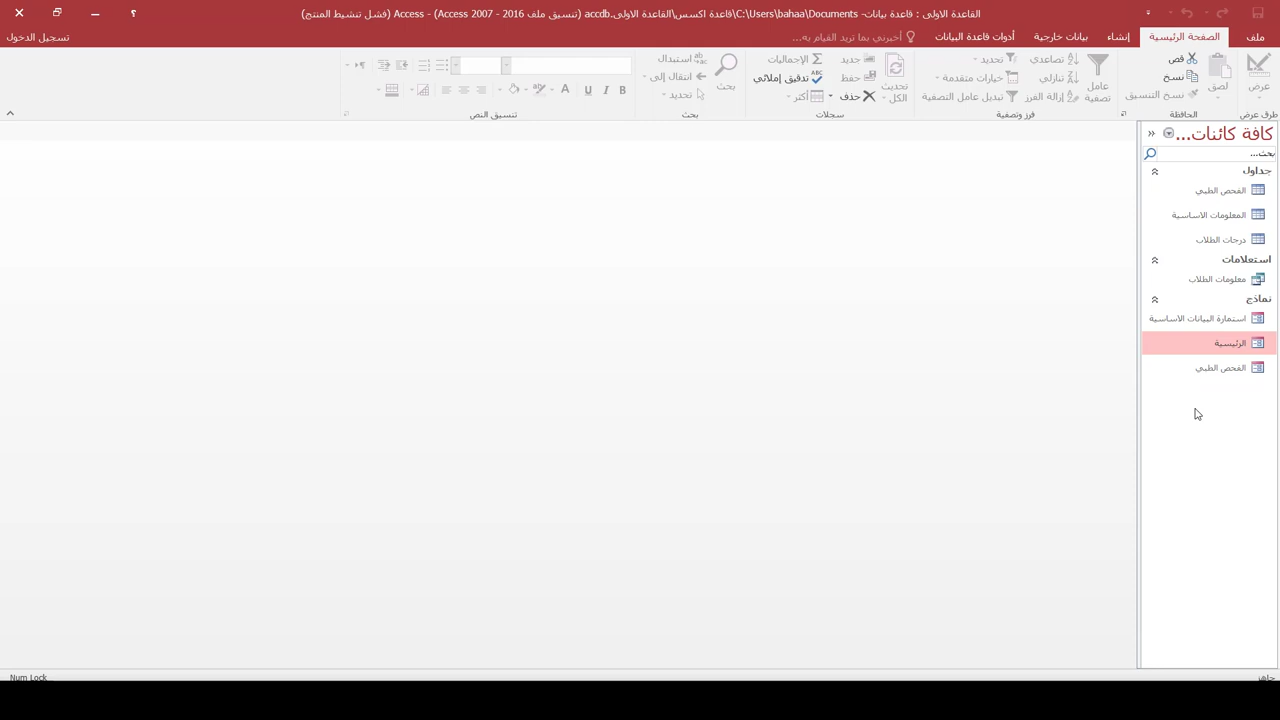 القاعدة الاولى : قاعدة بيانات- C:\Users\bahaa\Documents\قاعدة اكسس\القاعدة الاولى.accdb (تنسيق ملف Access 2007 - 2016) - Access (فشل تنشيط المنتج)
ملف
الصفحة الرئيسية
إنشاء
بيانات خارجية
أدوات قاعدة البيانات
أخبرني بما تريد القيام به...
تسجيل الدخول
عرض
طرق عرض
لصق
قص
نسخ
نسخ التنسيق
الحافظة
عامل تصفية
تصاعدي
تنازلي
إزالة الفرز
تحديد
خيارات متقدمة
تبديل عامل التصفية
فرز وتصفية
تحديث الكل
جديد
حفظ
حذف
الإجماليات
تدقيق إملائي
أكثر
سجلات
بحث
استبدال
انتقال إلى
تحديد
بحث
B I U A
تنسيق النص
كافة كائنات...
بحث...
جداول
الفحص الطبي
المعلومات الاساسية
درجات الطلاب
استعلامات
معلومات الطلاب
نماذج
استمارة البيانات الاساسية
الرئيسية
الفحص الطبي
جاهز
Num Lock